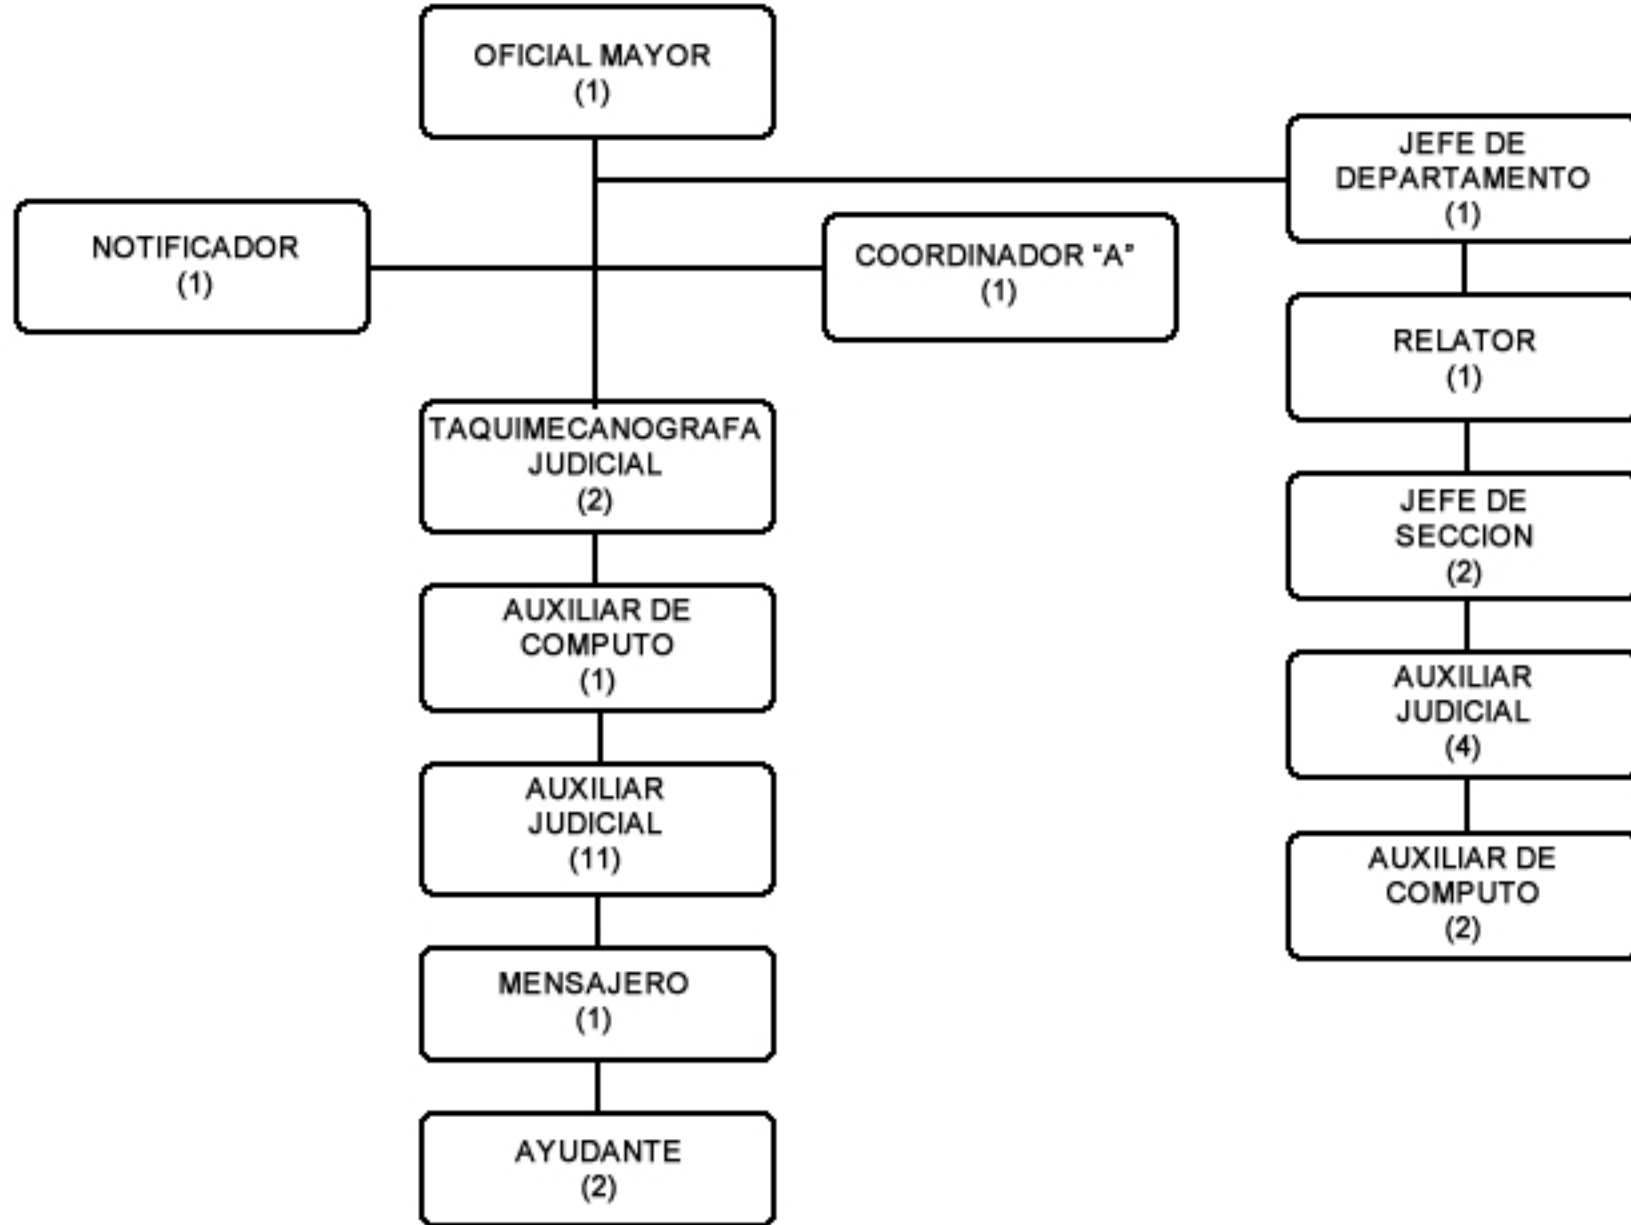 OFICIAL MAYOR
(1)
JEFE DE
DEPARTAMENTO
(1)
NOTIFICADOR
(1)
COORDINADOR “A”
(1)
RELATOR
(1)
TAQUIMECANOGRAFA
JUDICIAL
(2)
JEFE DE
SECCION
(2)
AUXILIAR DE
COMPUTO
(1)
AUXILIAR
JUDICIAL
(4)
AUXILIAR
JUDICIAL
(11)
AUXILIAR DE
COMPUTO
(2)
MENSAJERO
(1)
AYUDANTE
(2)